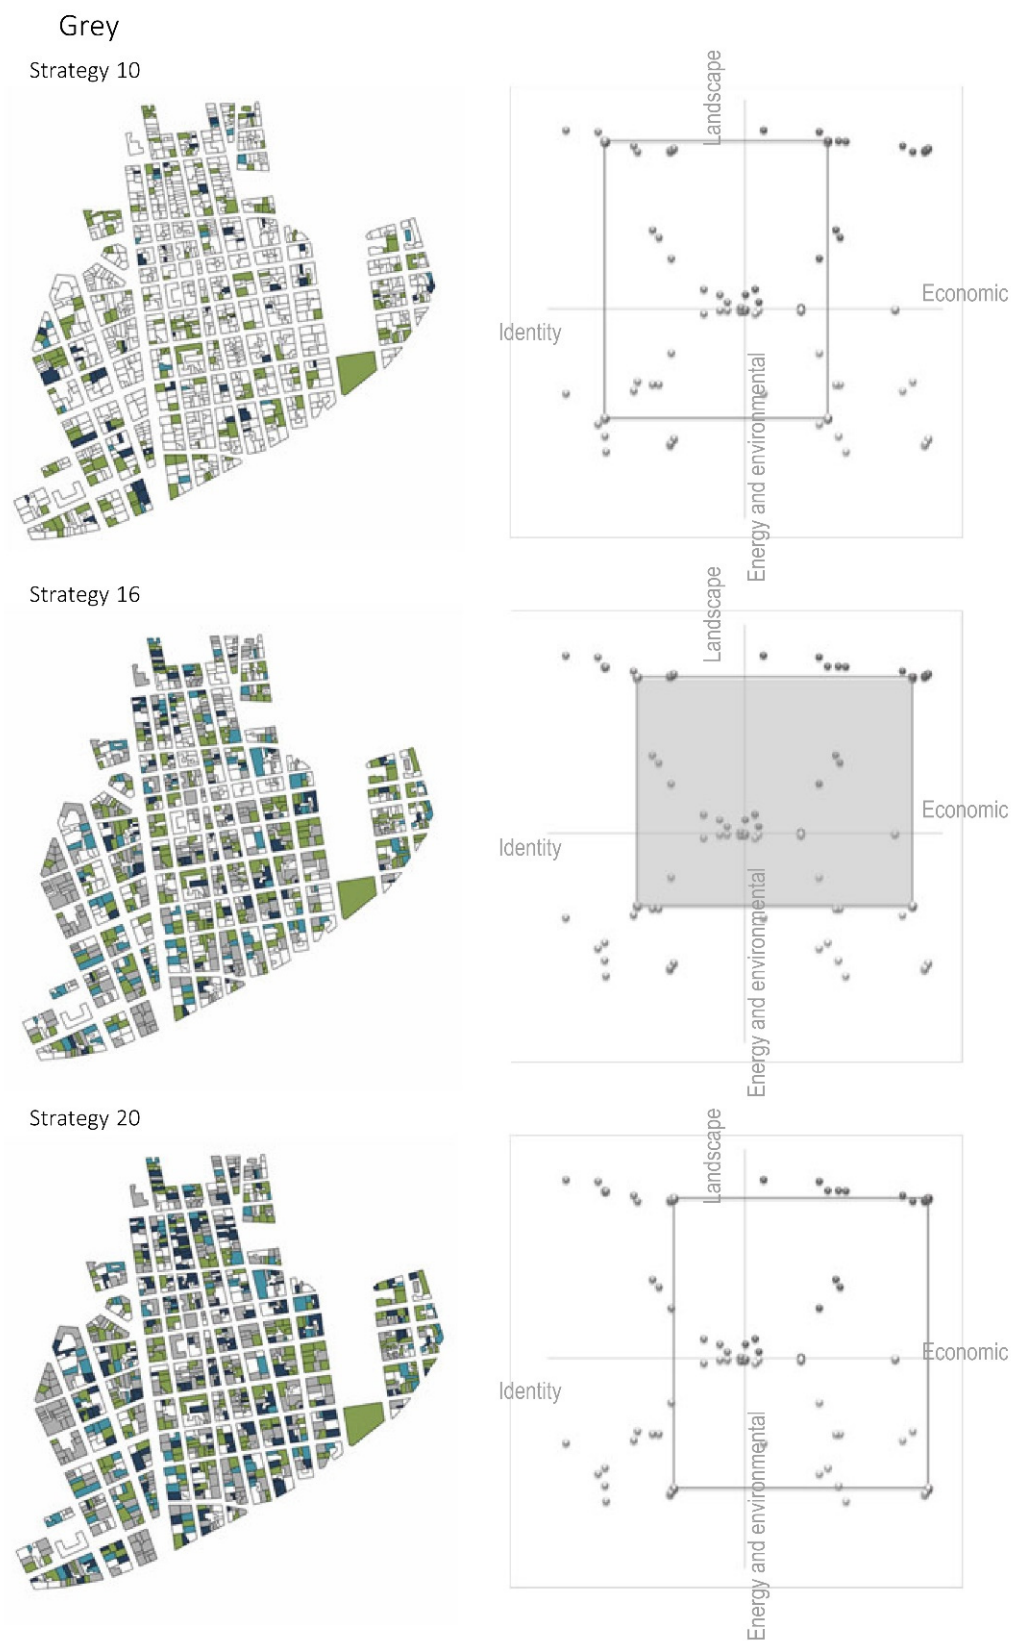 Grey
Strategy 10
Landscape
Economic
Identity
Energy and environmental
Strategy 16
Landscape
Economic
Identity
Energy and environmental
Strategy 20
Landscape
Economic
Identity
Energy and environmental